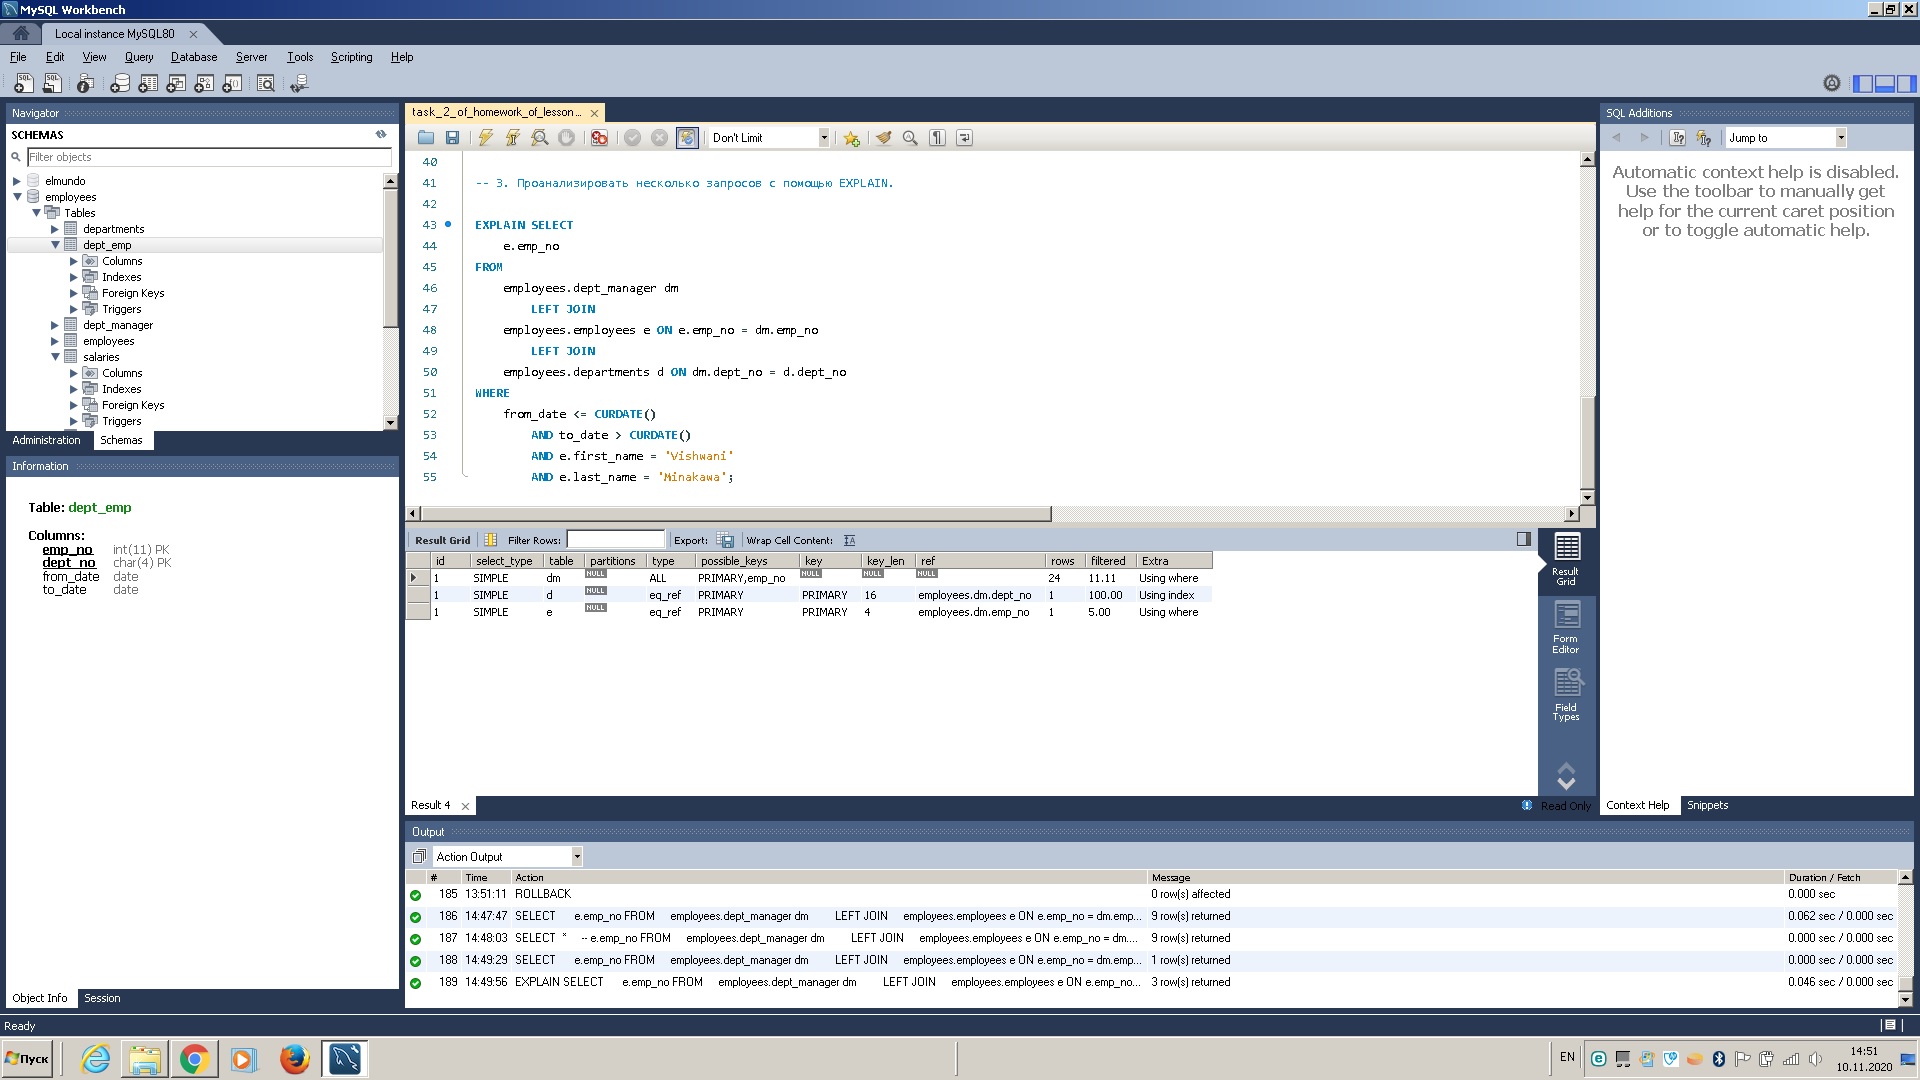 MySQL Workbench
Local instance MySQL80
File Edit View Query Database Server Tools Scripting Help
Navigator
SCHEMAS
Filter objects
elmundo
employees
Tables
departments
dept_emp
Columns
Indexes
Foreign Keys
Triggers
dept_manager
employees
salaries
Columns
Indexes
Foreign Keys
Triggers
Administration Schemas
Information
Table: dept_emp
Columns:
emp_no int(11) PK
dept_no char(4) PK
from_date date
to_date date
Object Info Session
task_2_of_homework_of_lesson...
Don't Limit
40
41 -- 3. Проанализировать несколько запросов с помощью EXPLAIN.
42
43 EXPLAIN SELECT
44 e.emp_no
45 FROM
46 employees.dept_manager dm
47 LEFT JOIN
48 employees.employees e ON e.emp_no = dm.emp_no
49 LEFT JOIN
50 employees.departments d ON dm.dept_no = d.dept_no
51 WHERE
52 from_date <= CURDATE()
53 AND to_date > CURDATE()
54 AND e.first_name = 'Vishwani'
55 AND e.last_name = 'Minakawa';
Result Grid Filter Rows: Export: Wrap Cell Content:
id select_type table partitions type possible_keys key key_len ref rows filtered Extra
1 SIMPLE dm NULL ALL PRIMARY,emp_no NULL NULL NULL 24 11.11 Using where
1 SIMPLE d NULL eq_ref PRIMARY PRIMARY 16 employees.dm.dept_no 1 100.00 Using index
1 SIMPLE e NULL eq_ref PRIMARY PRIMARY 4 employees.dm.emp_no 1 5.00 Using where
Result Grid
Form Editor
Field Types
Result 4
Read Only
SQL Additions
Jump to
Automatic context help is disabled.
Use the toolbar to manually get
help for the current caret position
or to toggle automatic help.
Context Help Snippets
Output
Action Output
# Time Action Message Duration / Fetch
185 13:51:11 ROLLBACK 0 row(s) affected 0.000 sec
186 14:47:47 SELECT e.emp_no FROM employees.dept_manager dm LEFT JOIN employees.employees e ON e.emp_no = dm.emp... 9 row(s) returned 0.062 sec / 0.000 sec
187 14:48:03 SELECT * -- e.emp_no FROM employees.dept_manager dm LEFT JOIN employees.employees e ON e.emp_no = dm.... 9 row(s) returned 0.000 sec / 0.000 sec
188 14:49:29 SELECT e.emp_no FROM employees.dept_manager dm LEFT JOIN employees.employees e ON e.emp_no = dm.emp... 1 row(s) returned 0.000 sec / 0.000 sec
189 14:49:56 EXPLAIN SELECT e.emp_no FROM employees.dept_manager dm LEFT JOIN employees.employees e ON e.emp_no... 3 row(s) returned 0.046 sec / 0.000 sec
Ready
Пуск
EN
14:51
10.11.2020